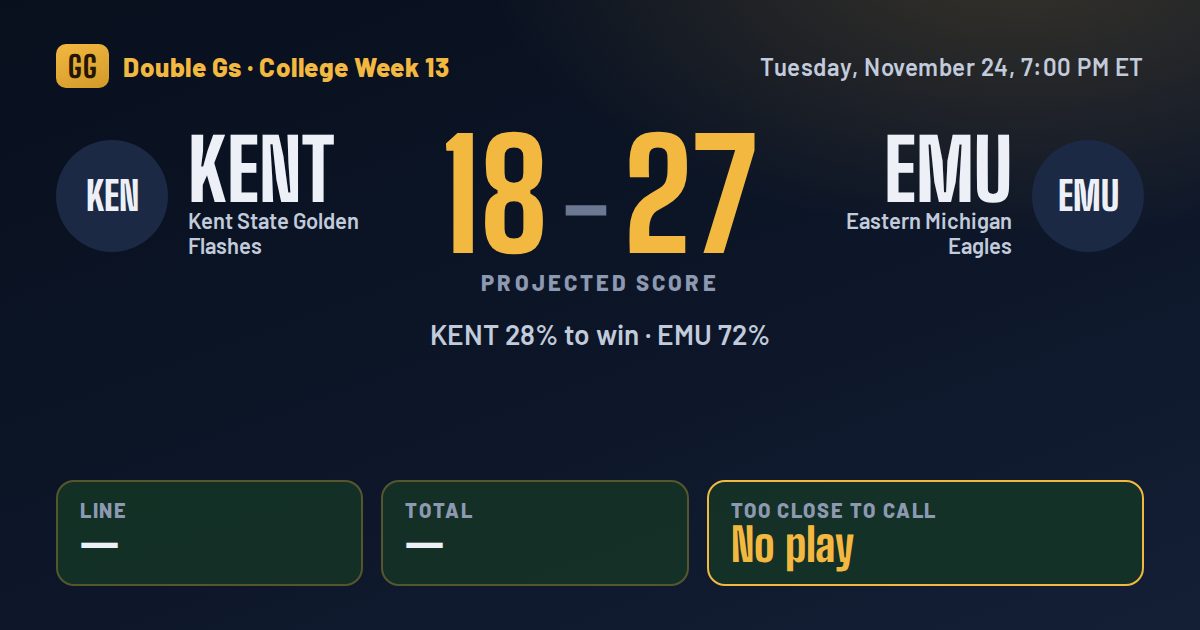 GG
Double Gs · College Week 13
Tuesday, November 24, 7:00 PM ET
KEN
KENT
Kent State Golden
Flashes
18 – 27
PROJECTED SCORE
KENT 28% to win · EMU 72%
EMU
Eastern Michigan
Eagles
EMU
LINE
—
TOTAL
—
TOO CLOSE TO CALL
No play